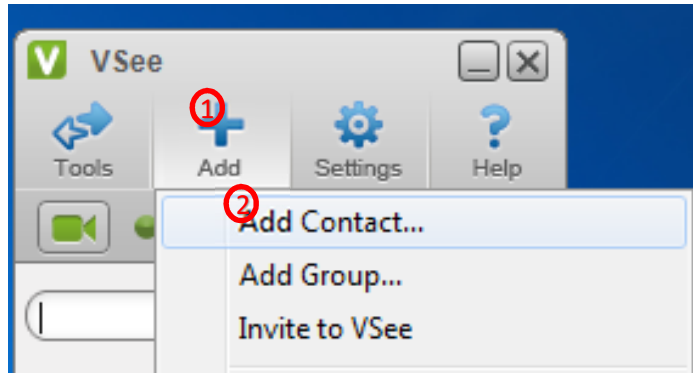 V VSee
1
Tools Add Settings Help
2
Add Contact...
Add Group...
Invite to VSee